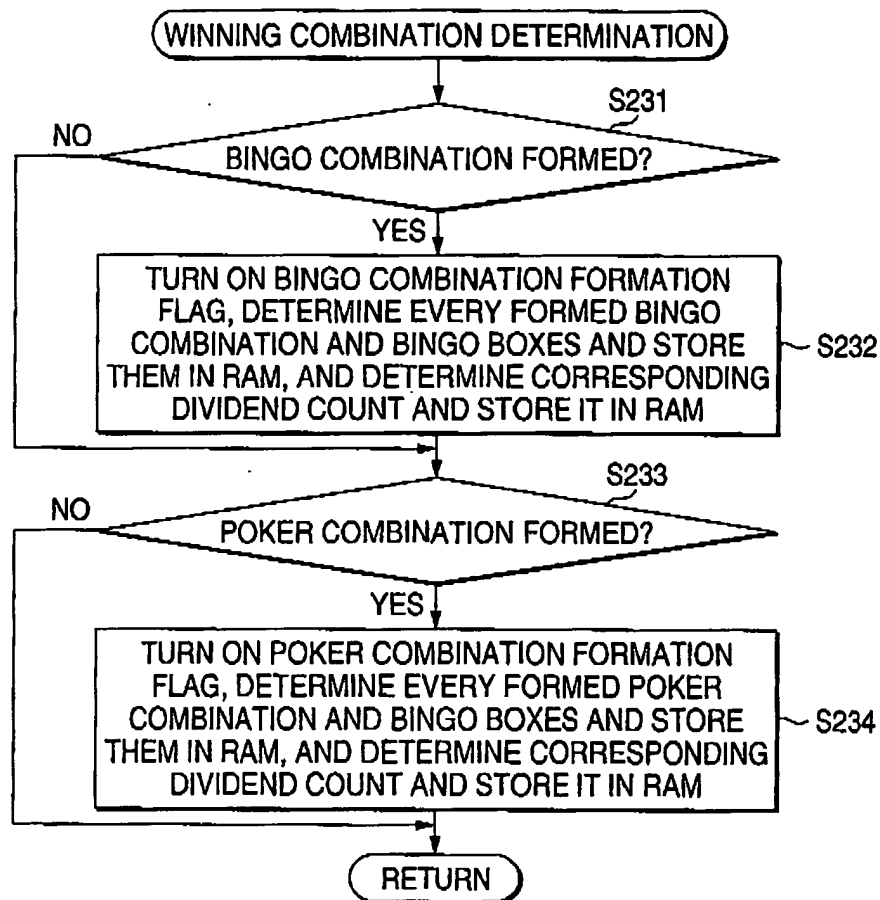 WINNING COMBINATION DETERMINATION
S231
NO
BINGO COMBINATION FORMED?
YES
TURN ON BINGO COMBINATION FORMATION
FLAG, DETERMINE EVERY FORMED BINGO
COMBINATION AND BINGO BOXES AND STORE
THEM IN RAM, AND DETERMINE CORRESPONDING
DIVIDEND COUNT AND STORE IT IN RAM
S232
S233
NO
POKER COMBINATION FORMED?
YES
TURN ON POKER COMBINATION FORMATION
FLAG, DETERMINE EVERY FORMED POKER
COMBINATION AND BINGO BOXES AND STORE
THEM IN RAM, AND DETERMINE CORRESPONDING
DIVIDEND COUNT AND STORE IT IN RAM
S234
RETURN